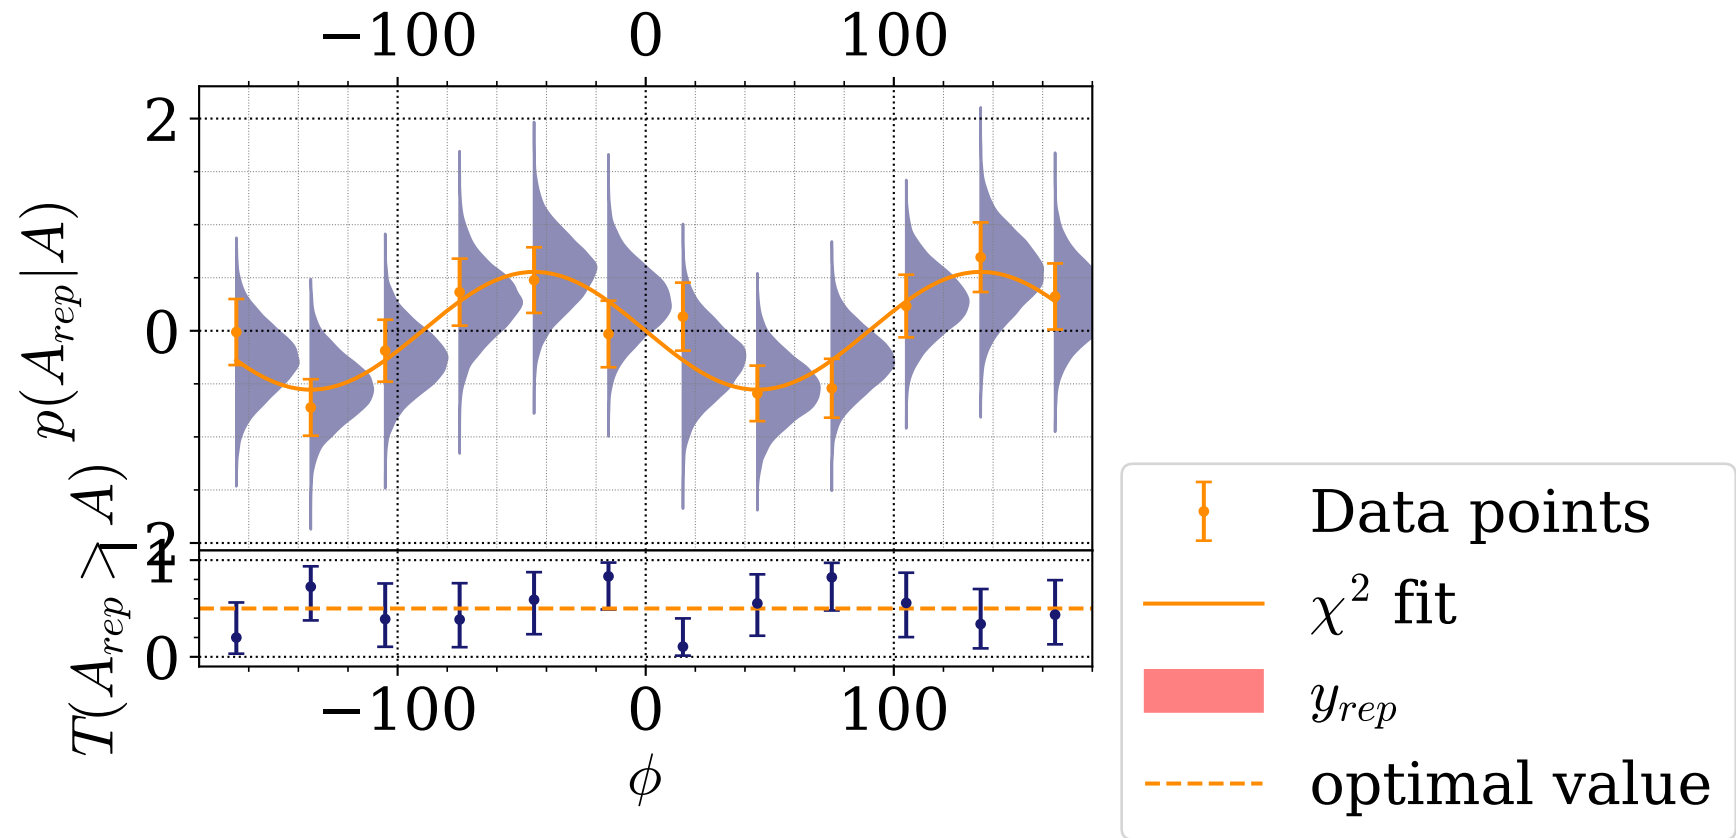 −100 0 100
p(A_rep|A)
2
0
−2
T(A_rep > A)
1
0
−100 0 100
ϕ
Data points
χ² fit
y_rep
optimal value